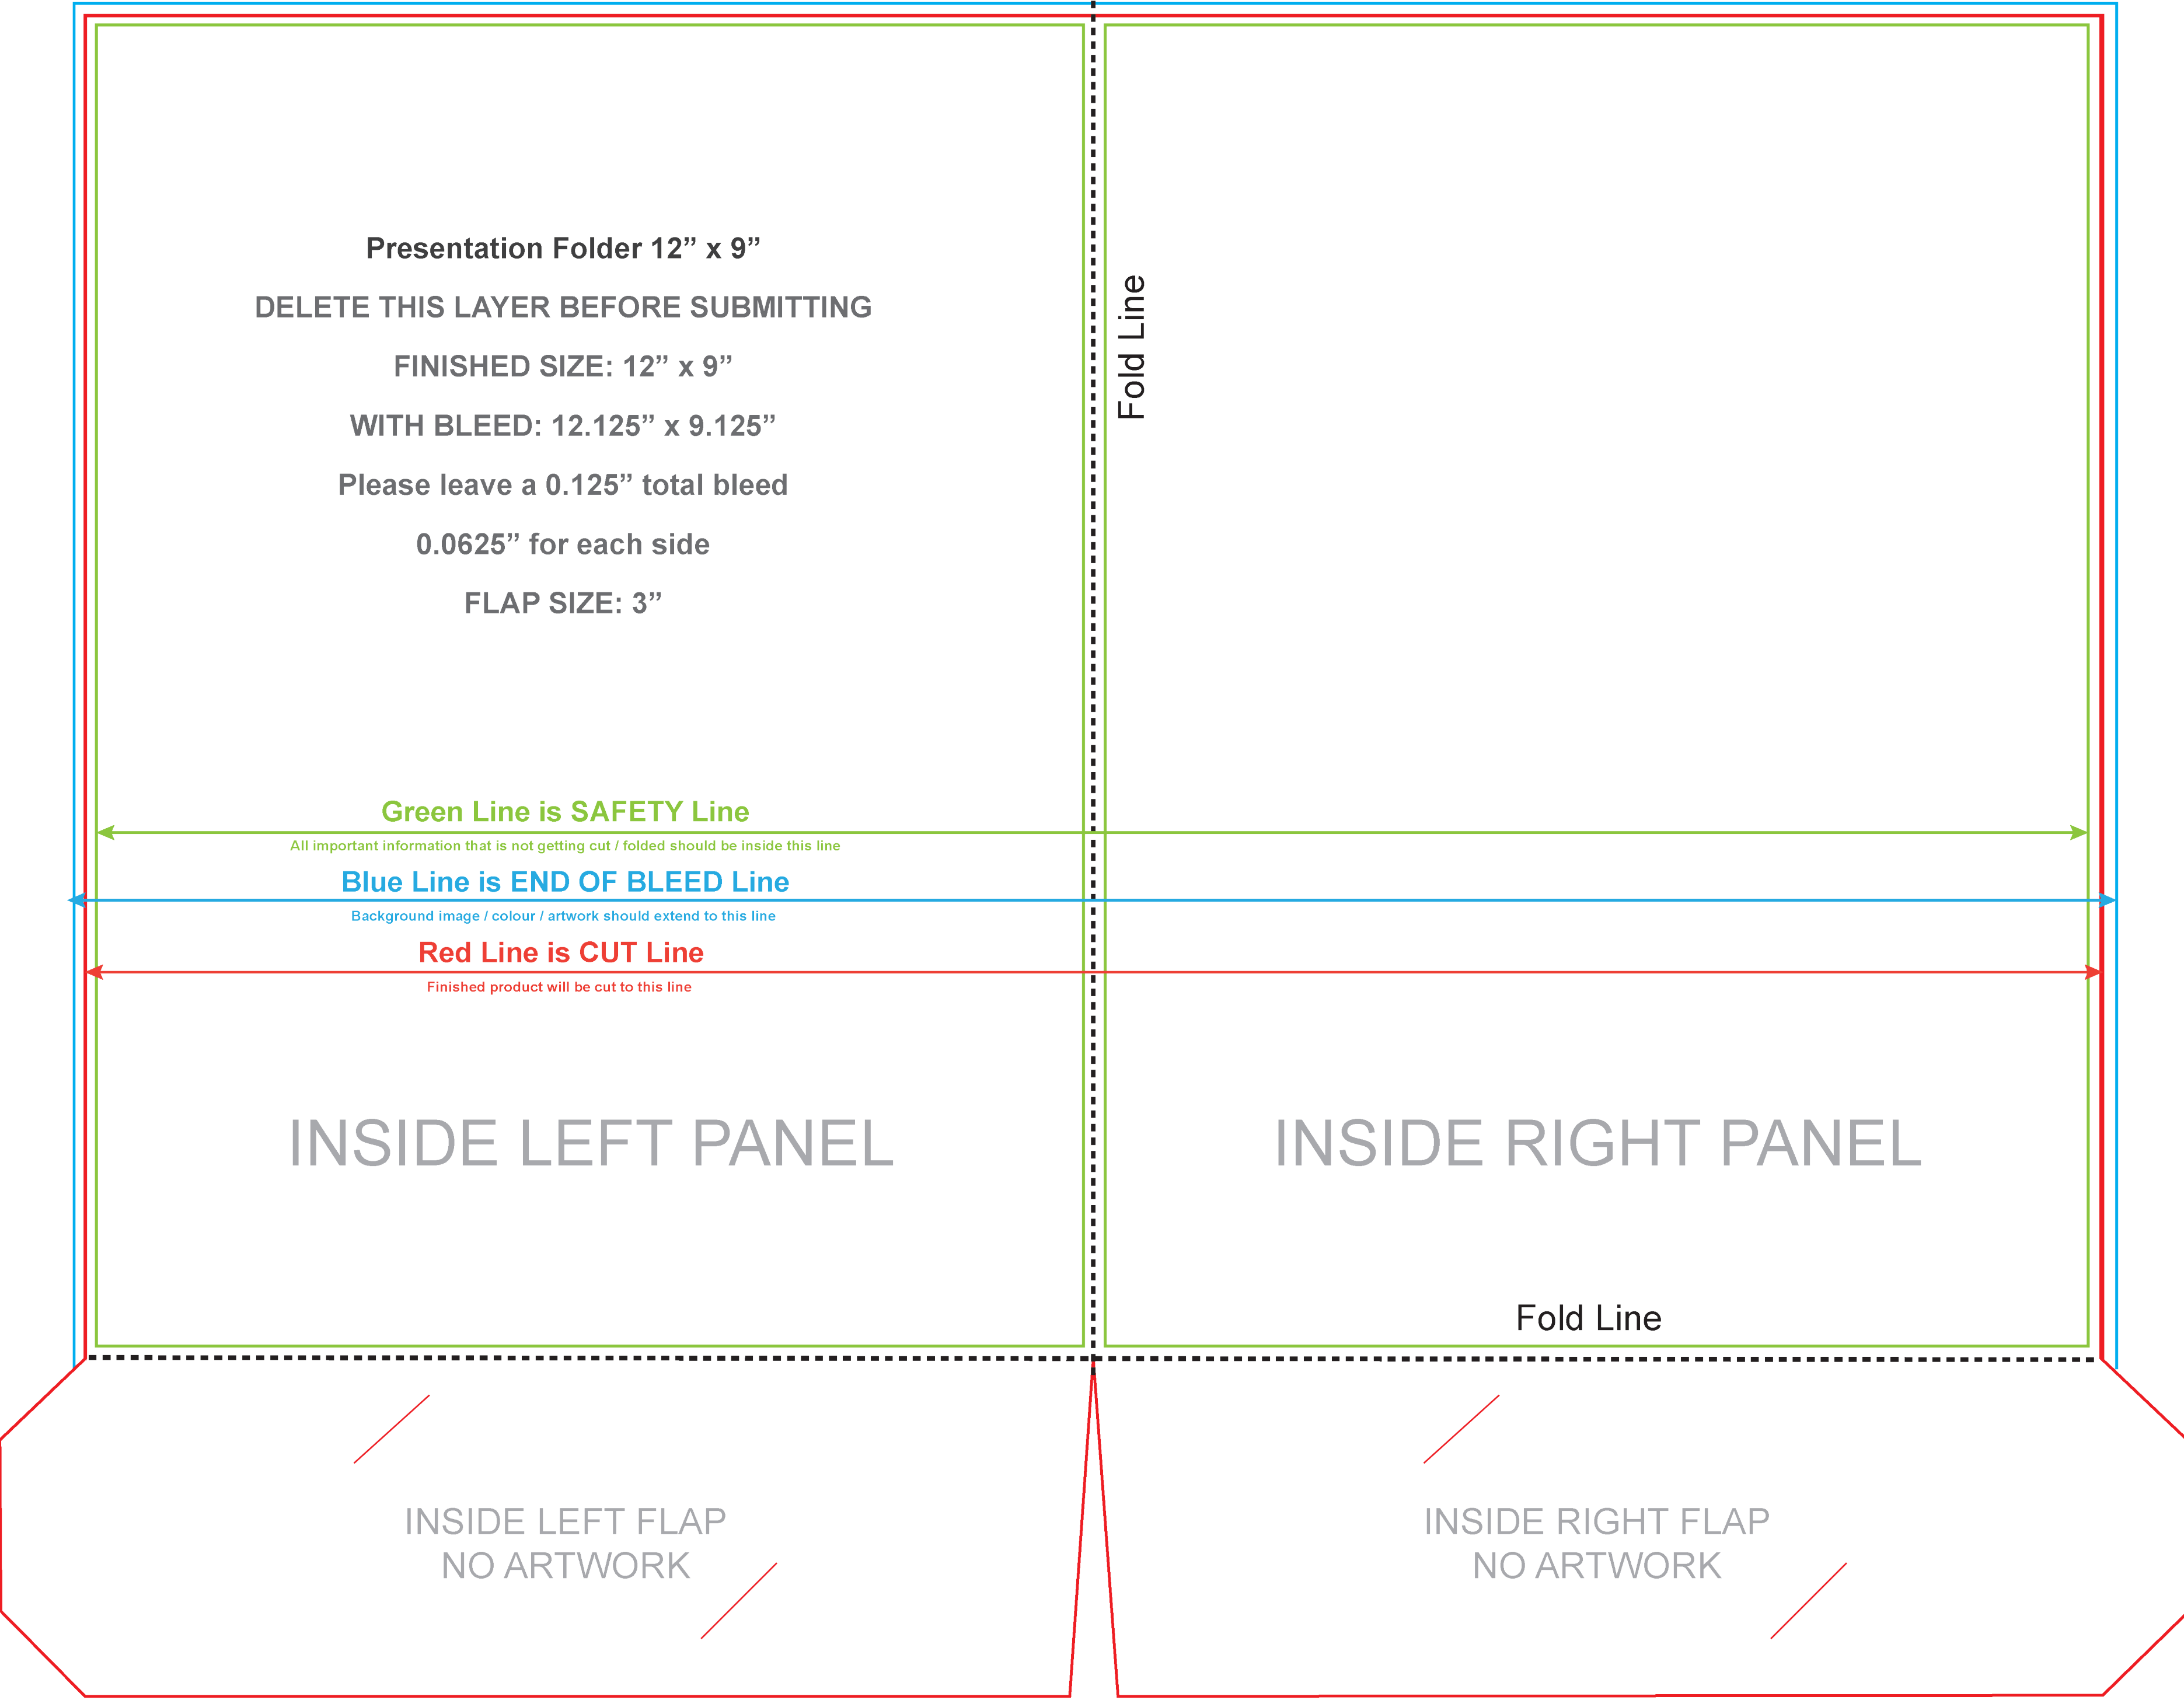 Presentation Folder 12” x 9”
DELETE THIS LAYER BEFORE SUBMITTING
FINISHED SIZE: 12” x 9”
WITH BLEED: 12.125” x 9.125”
Please leave a 0.125” total bleed
0.0625” for each side
FLAP SIZE: 3”
Fold Line
Green Line is SAFETY Line
All important information that is not getting cut / folded should be inside this line
Blue Line is END OF BLEED Line
Background image / colour / artwork should extend to this line
Red Line is CUT Line
Finished product will be cut to this line
INSIDE LEFT PANEL
INSIDE RIGHT PANEL
Fold Line
INSIDE LEFT FLAP
NO ARTWORK
INSIDE RIGHT FLAP
NO ARTWORK